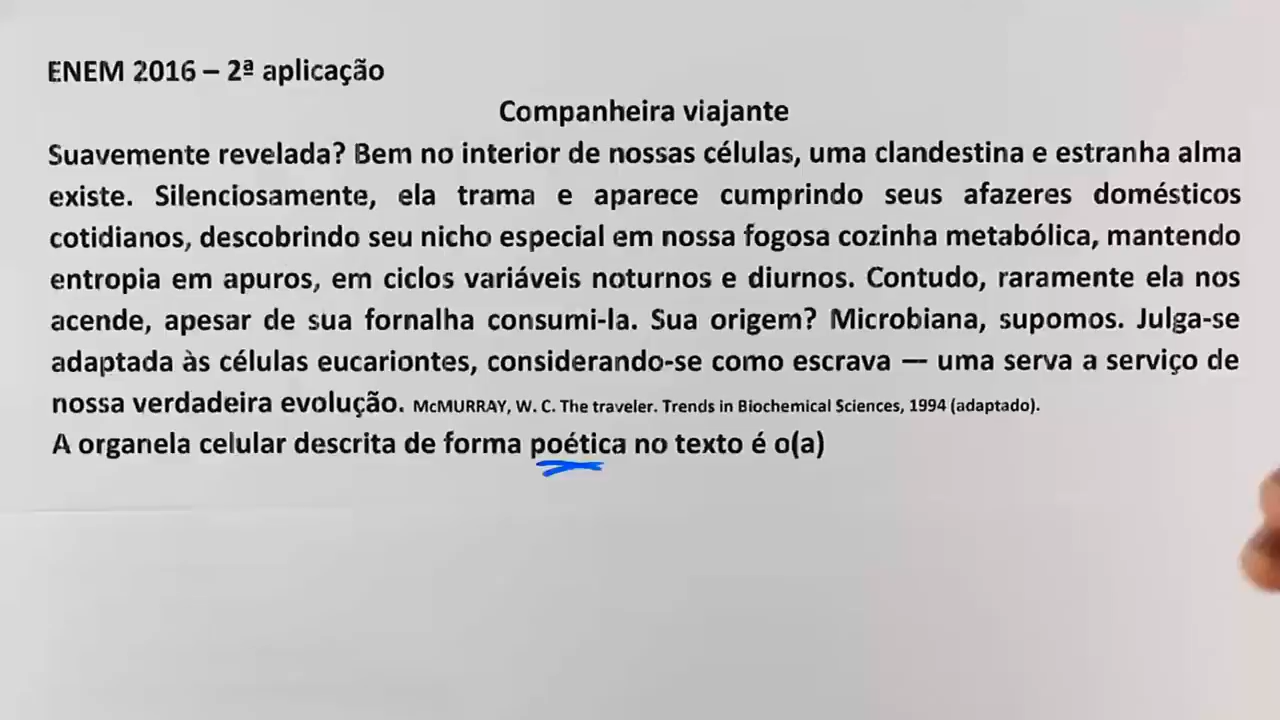 ENEM 2016 – 2ª aplicação
Companheira viajante
Suavemente revelada? Bem no interior de nossas células, uma clandestina e estranha alma
existe. Silenciosamente, ela trama e aparece cumprindo seus afazeres domésticos
cotidianos, descobrindo seu nicho especial em nossa fogosa cozinha metabólica, mantendo
entropia em apuros, em ciclos variáveis noturnos e diurnos. Contudo, raramente ela nos
acende, apesar de sua fornalha consumi-la. Sua origem? Microbiana, supomos. Julga-se
adaptada às células eucariontes, considerando-se como escrava — uma serva a serviço de
nossa verdadeira evolução. McMURRAY, W. C. The traveler. Trends in Biochemical Sciences, 1994 (adaptado).
A organela celular descrita de forma poética no texto é o(a)